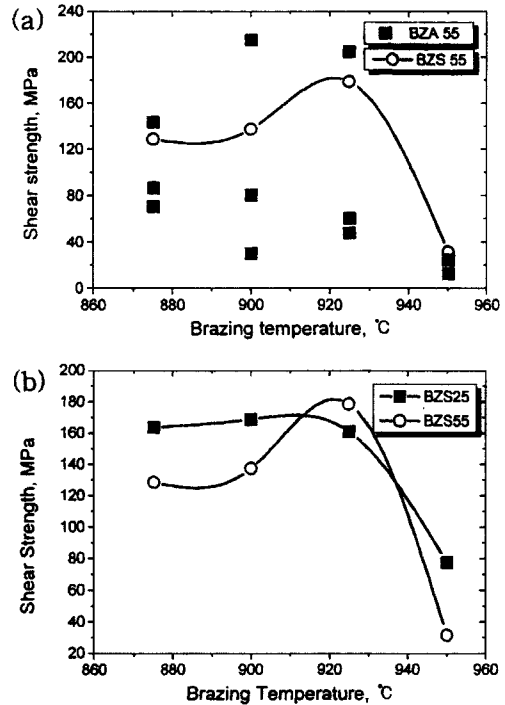 (a)
240
200
160
120
80
40
0
Shear strength, MPa
BZA 55
BZS 55
860 880 900 920 940 960
Brazing temperature, ℃
(b)
200
180
160
140
120
100
80
60
40
20
Shear Strength, MPa
BZS25
BZS55
860 880 900 920 940 960
Brazing Temperature, ℃